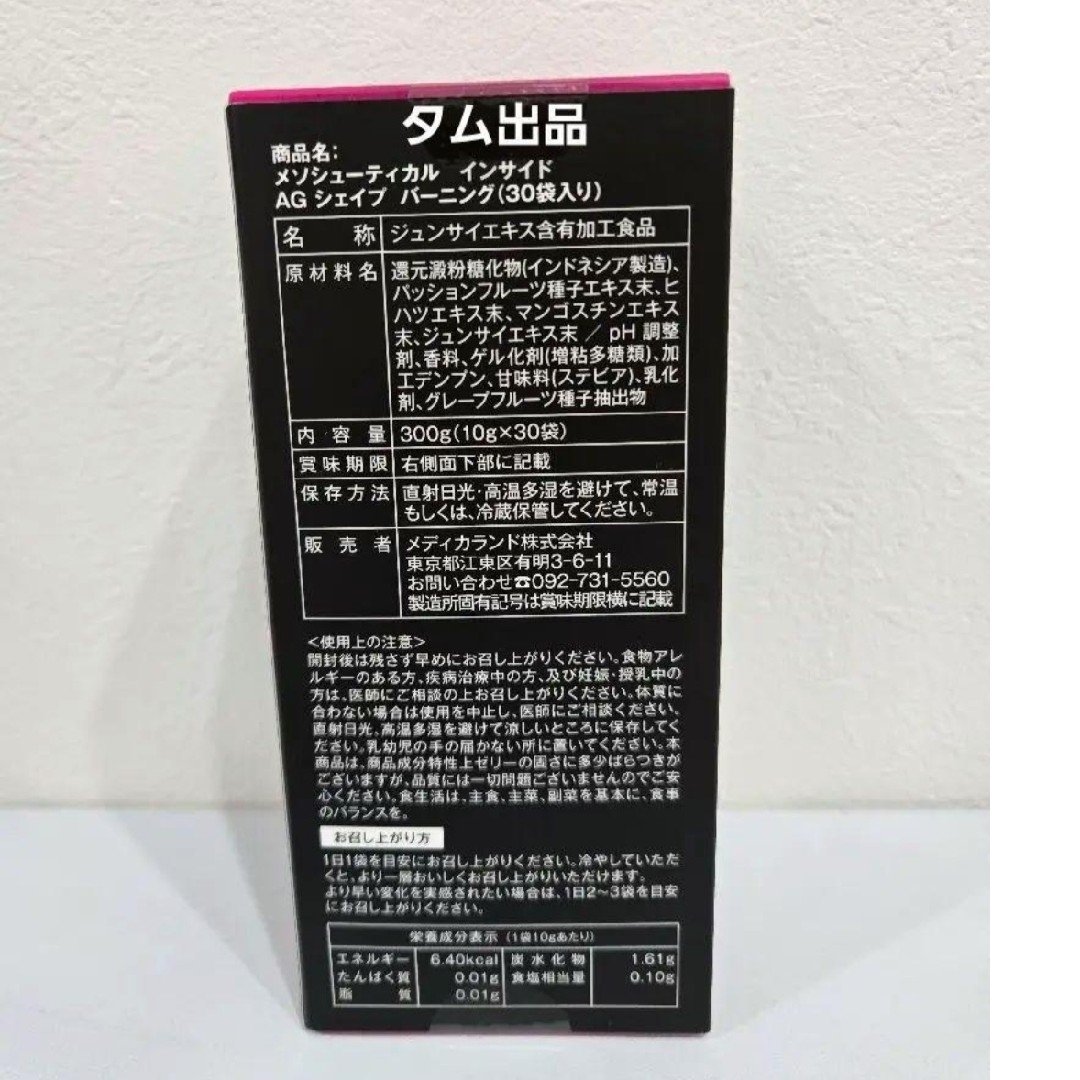 タム出品
商品名:
メソシューティカル インサイド
AG シェイプ バーニング(30袋入り)
名 称 ジュンサイエキス含有加工食品
原材料名 還元澱粉糖化物(インドネシア製造)、
パッションフルーツ種子エキス末、ヒ
ハツエキス末、マンゴスチンエキス
末、ジュンサイエキス末 / pH 調整
剤、香料、ゲル化剤(増粘多糖類)、加
工デンプン、甘味料(ステビア)、乳化
剤、グレープフルーツ種子抽出物
内容量 300g(10g×30袋)
賞味期限 右側面下部に記載
保存方法 直射日光・高温多湿を避けて、常温
もしくは、冷蔵保管してください。
販売者 メディカランド株式会社
東京都江東区有明3-6-11
お問い合わせ☎092-731-5560
製造所固有記号は賞味期限横に記載
<使用上の注意>
開封後は残さず早めにお召し上がりください。食物アレ
ルギーのある方、疾病治療中の方、及び妊娠・授乳中の
方は、医師にご相談の上お召し上がりください。体質に
合わない場合は使用を中止し、医師にご相談ください。
直射日光、高温多湿を避けて涼しいところに保存してく
ださい。乳幼児の手の届かない所に置いてください。本
商品は、商品成分特性上ゼリーの固さに多少ばらつきが
ございますが、品質には一切問題ございませんのでご安
心ください。食生活は、主食、主菜、副菜を基本に、食事
のバランスを。
お召し上がり方
1日1袋を目安にお召し上がりください。冷やしていただ
くと、より一層おいしくお召し上がりいただけます。
より早い変化を実感されたい場合は、1日2〜3袋を目安
にお召し上がりください。
栄養成分表示 (1袋10gあたり)
エネルギー 6.40kcal 炭水化物 1.61g
たんぱく質 0.01g 食塩相当量 0.10g
脂質 0.01g